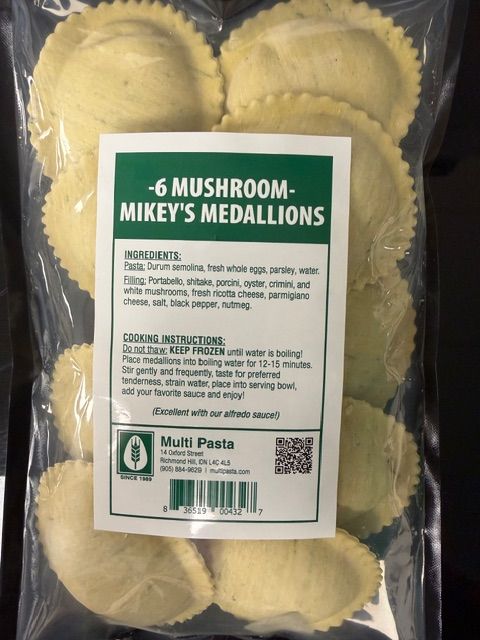 -6 MUSHROOM-
MIKEY'S MEDALLIONS
INGREDIENTS:
Pasta: Durum semolina, fresh whole eggs, parsley, water.
Filling: Portabello, shitake, porcini, oyster, crimini, and
white mushrooms, fresh ricotta cheese, parmigiano
cheese, salt, black pepper, nutmeg.
COOKING INSTRUCTIONS:
Do not thaw: KEEP FROZEN until water is boiling!
Place medallions into boiling water for 12-15 minutes.
Stir gently and frequently, taste for preferred
tenderness, strain water, place into serving bowl,
add your favorite sauce and enjoy!
(Excellent with our alfredo sauce!)
Multi Pasta
14 Oxford Street
Richmond Hill, ON L4C 4L5
(905) 884-9629 | multipasta.com
SINCE 1989
8 36519 00432 7